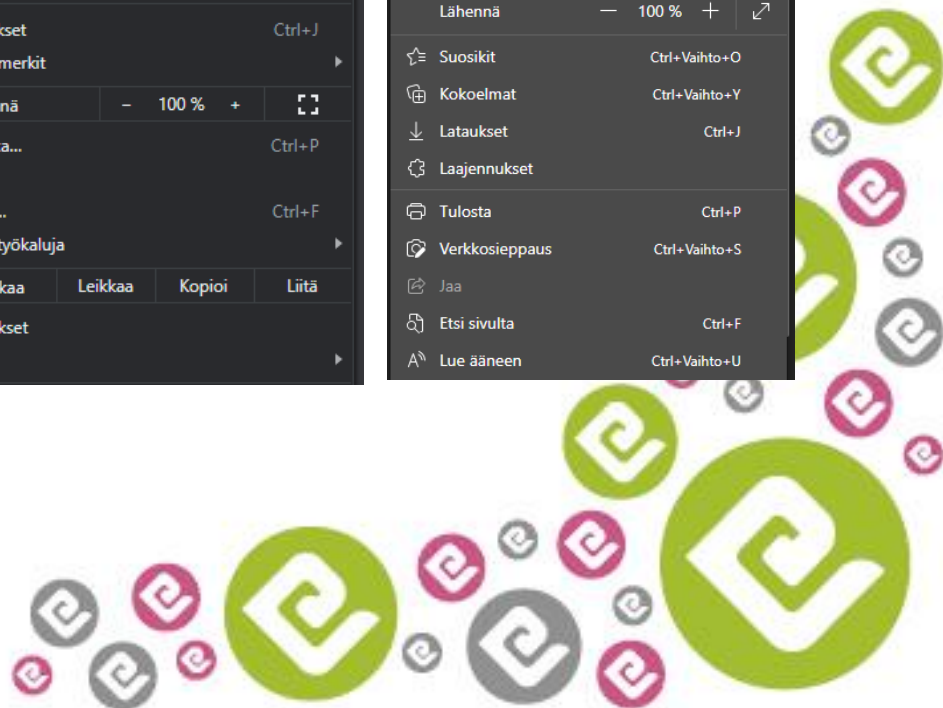 kset Ctrl+J
merkit
nä - 100 % +
ta... Ctrl+P
... Ctrl+F
työkaluja
kaa Leikkaa Kopioi Liitä
kset
Lähennä — 100 % +
Suosikit Ctrl+Vaihto+O
Kokoelmat Ctrl+Vaihto+Y
Lataukset Ctrl+J
Laajennukset
Tulosta Ctrl+P
Verkkosieppaus Ctrl+Vaihto+S
Jaa
Etsi sivulta Ctrl+F
Lue ääneen Ctrl+Vaihto+U